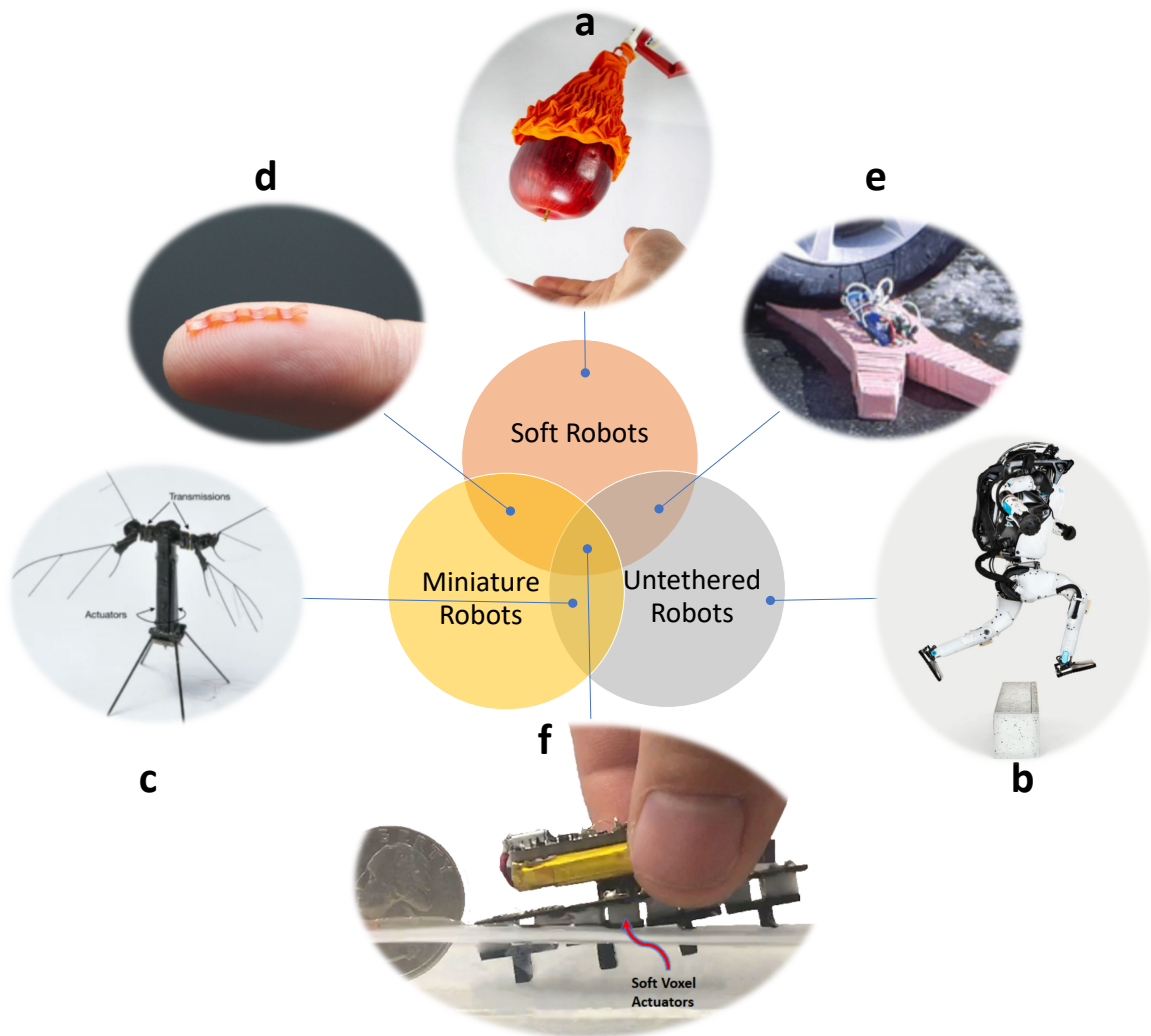 a
d
e
Soft Robots
Transmissions
Miniature
Robots
Untethered
Robots
Actuators
f
c
b
Soft Voxel
Actuators